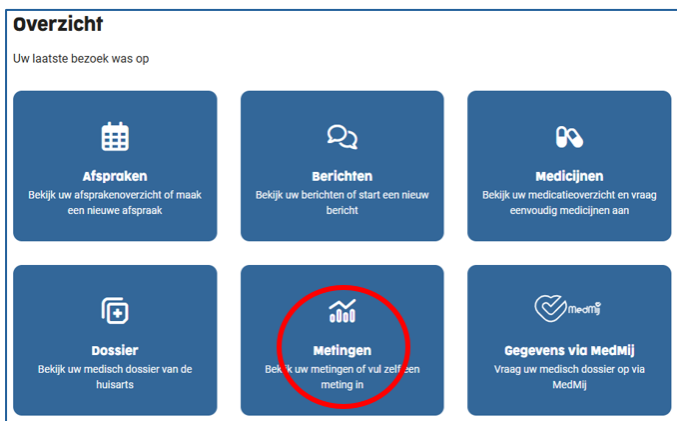 Overzicht
Uw laatste bezoek was op
Afspraken
Bekijk uw afsprakenoverzicht of maak
een nieuwe afspraak
Berichten
Bekijk uw berichten of start een nieuw
bericht
Medicijnen
Bekijk uw medicatieoverzicht en vraag
eenvoudig medicijnen aan
Dossier
Bekijk uw medisch dossier van de
huisarts
Metingen
Bekijk uw metingen of vul zelf een
meting in
medmij
Gegevens via MedMij
Vraag uw medisch dossier op via
MedMij